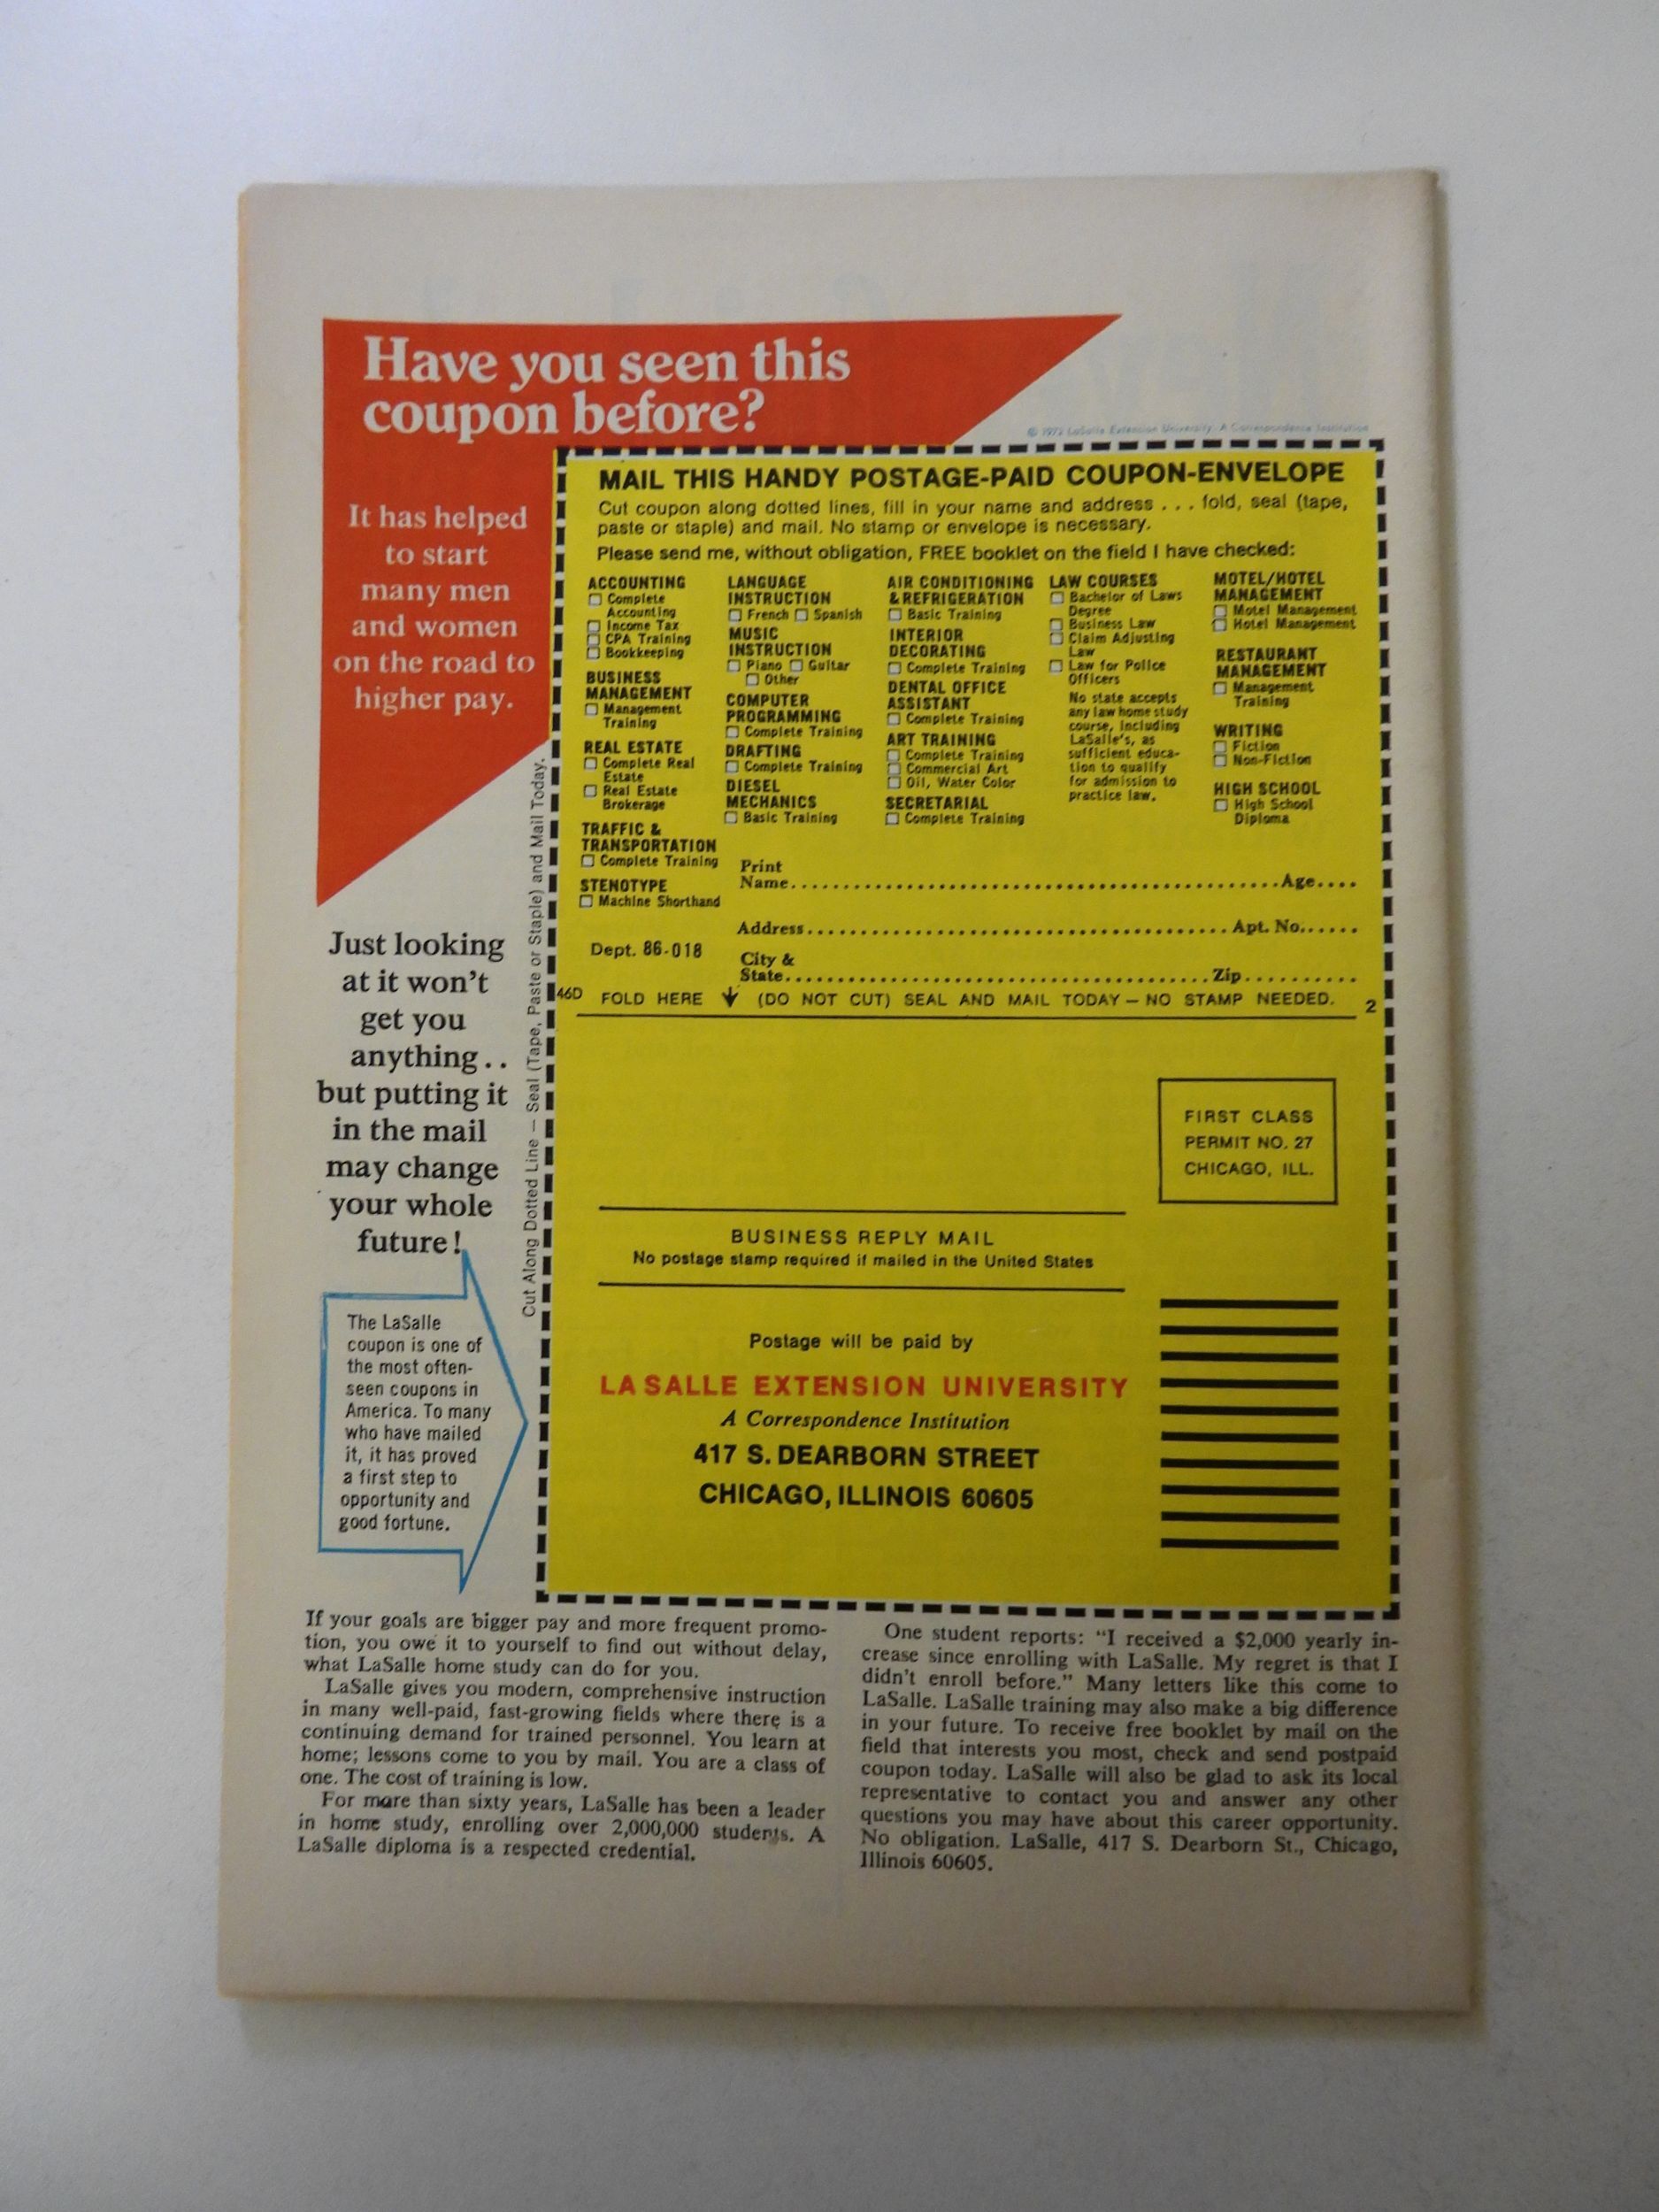 Have you seen this
coupon before?
© 1972 LaSalle Extension University, A Correspondence Institution
It has helped
to start
many men
and women
on the road to
higher pay.
Just looking
at it won't
get you
anything..
but putting it
in the mail
may change
your whole
future!
The LaSalle
coupon is one of
the most often-
seen coupons in
America. To many
who have mailed
it, it has proved
a first step to
opportunity and
good fortune.
Cut Along Dotted Line — Seal (Tape, Paste or Staple) and Mail Today.
MAIL THIS HANDY POSTAGE-PAID COUPON-ENVELOPE
Cut coupon along dotted lines, fill in your name and address . . . fold, seal (tape,
paste or staple) and mail. No stamp or envelope is necessary.
Please send me, without obligation, FREE booklet on the field I have checked:
ACCOUNTING
☐ Complete
Accounting
☐ Income Tax
☐ CPA Training
☐ Bookkeeping
BUSINESS
MANAGEMENT
☐ Management
Training
REAL ESTATE
☐ Complete Real
Estate
☐ Real Estate
Brokerage
TRAFFIC &
TRANSPORTATION
☐ Complete Training
STENOTYPE
☐ Machine Shorthand
LANGUAGE
INSTRUCTION
☐ French ☐ Spanish
MUSIC
INSTRUCTION
☐ Piano ☐ Guitar
☐ Other
COMPUTER
PROGRAMMING
☐ Complete Training
DRAFTING
☐ Complete Training
DIESEL
MECHANICS
☐ Basic Training
AIR CONDITIONING
& REFRIGERATION
☐ Basic Training
INTERIOR
DECORATING
☐ Complete Training
DENTAL OFFICE
ASSISTANT
☐ Complete Training
ART TRAINING
☐ Complete Training
☐ Commercial Art
☐ Oil, Water Color
SECRETARIAL
☐ Complete Training
LAW COURSES
☐ Bachelor of Laws
Degree
☐ Business Law
☐ Claim Adjusting
Law
☐ Law for Police
Officers
No state accepts
any law home study
course, including
LaSalle's, as
sufficient educa-
tion to qualify
for admission to
practice law.
MOTEL/HOTEL
MANAGEMENT
☐ Motel Management
☐ Hotel Management
RESTAURANT
MANAGEMENT
☐ Management
Training
WRITING
☐ Fiction
☐ Non-Fiction
HIGH SCHOOL
☐ High School
Diploma
Print
Name.................................................Age....
Address..........................................Apt. No......
Dept. 86-018
City &
State..........................................Zip...........
46D FOLD HERE ↓ (DO NOT CUT) SEAL AND MAIL TODAY — NO STAMP NEEDED. 2
FIRST CLASS
PERMIT NO. 27
CHICAGO, ILL.
BUSINESS REPLY MAIL
No postage stamp required if mailed in the United States
Postage will be paid by
LA SALLE EXTENSION UNIVERSITY
A Correspondence Institution
417 S. DEARBORN STREET
CHICAGO, ILLINOIS 60605
If your goals are bigger pay and more frequent promo-
tion, you owe it to yourself to find out without delay,
what LaSalle home study can do for you.
LaSalle gives you modern, comprehensive instruction
in many well-paid, fast-growing fields where there is a
continuing demand for trained personnel. You learn at
home; lessons come to you by mail. You are a class of
one. The cost of training is low.
For more than sixty years, LaSalle has been a leader
in home study, enrolling over 2,000,000 students. A
LaSalle diploma is a respected credential.
One student reports: "I received a $2,000 yearly in-
crease since enrolling with LaSalle. My regret is that I
didn't enroll before." Many letters like this come to
LaSalle. LaSalle training may also make a big difference
in your future. To receive free booklet by mail on the
field that interests you most, check and send postpaid
coupon today. LaSalle will also be glad to ask its local
representative to contact you and answer any other
questions you may have about this career opportunity.
No obligation. LaSalle, 417 S. Dearborn St., Chicago,
Illinois 60605.